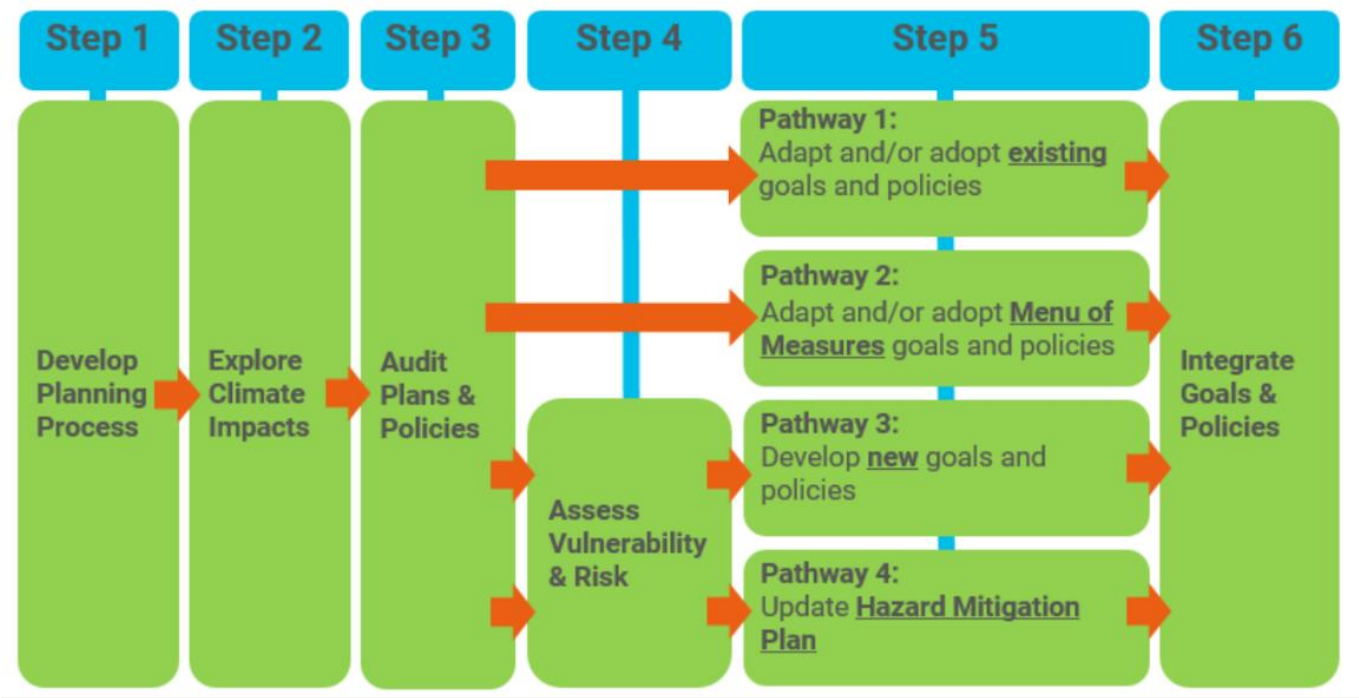 Step 1
Step 2
Step 3
Step 4
Step 5
Step 6
Develop
Planning
Process
Explore
Climate
Impacts
Audit
Plans &
Policies
Assess
Vulnerability
& Risk
Pathway 1:
Adapt and/or adopt existing
goals and policies
Pathway 2:
Adapt and/or adopt Menu of
Measures goals and policies
Pathway 3:
Develop new goals and
policies
Pathway 4:
Update Hazard Mitigation
Plan
Integrate
Goals &
Policies